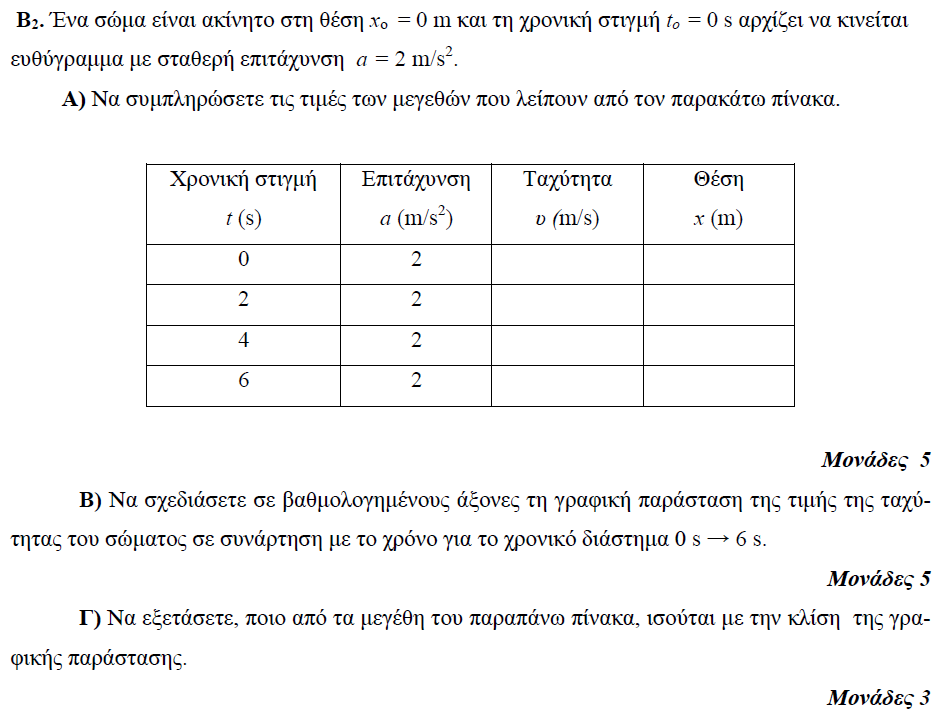 Β₂. Ένα σώμα είναι ακίνητο στη θέση xₒ = 0 m και τη χρονική στιγμή tₒ = 0 s αρχίζει να κινείται
ευθύγραμμα με σταθερή επιτάχυνση a = 2 m/s².
Α) Να συμπληρώσετε τις τιμές των μεγεθών που λείπουν από τον παρακάτω πίνακα.
Χρονική στιγμή Επιτάχυνση Ταχύτητα Θέση
t (s) a (m/s²) υ (m/s) x (m)
0 2
2 2
4 2
6 2
Μονάδες 5
Β) Να σχεδιάσετε σε βαθμολογημένους άξονες τη γραφική παράσταση της τιμής της ταχύ-
τητας του σώματος σε συνάρτηση με το χρόνο για το χρονικό διάστημα 0 s → 6 s.
Μονάδες 5
Γ) Να εξετάσετε, ποιο από τα μεγέθη του παραπάνω πίνακα, ισούται με την κλίση της γρα-
φικής παράστασης.
Μονάδες 3